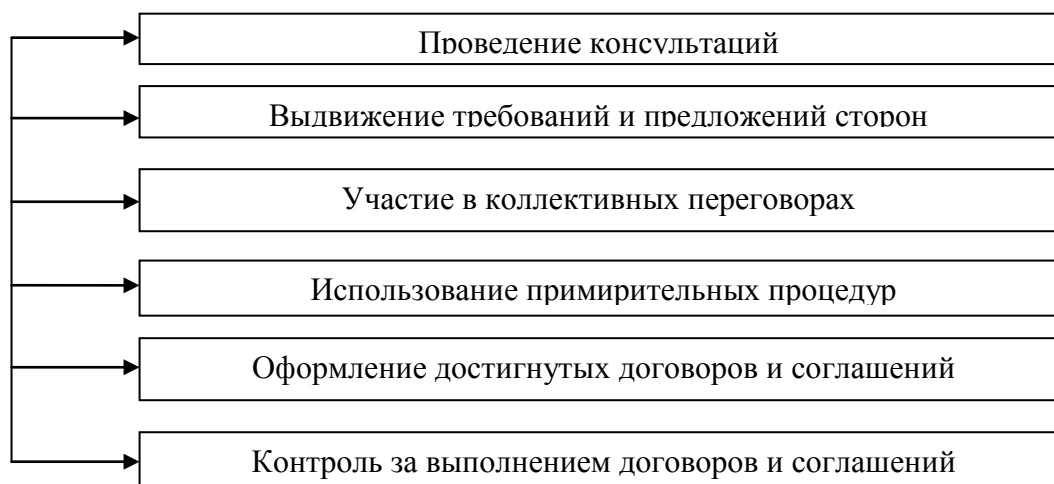 Проведение консультаций
Выдвижение требований и предложений сторон
Участие в коллективных переговорах
Использование примирительных процедур
Оформление достигнутых договоров и соглашений
Контроль за выполнением договоров и соглашений